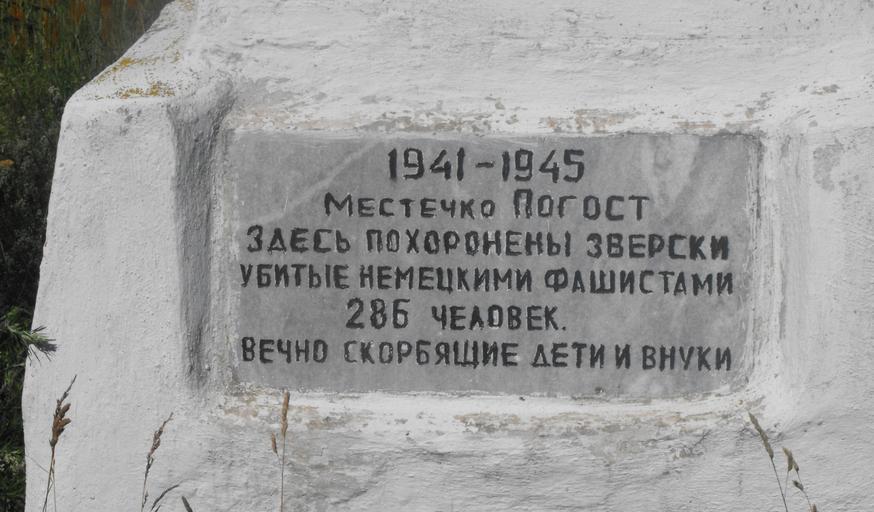 1941-1945
Местечко Погост
Здесь похоронены зверски
убитые немецкими фашистами
286 человек.
Вечно скорбящие дети и внуки